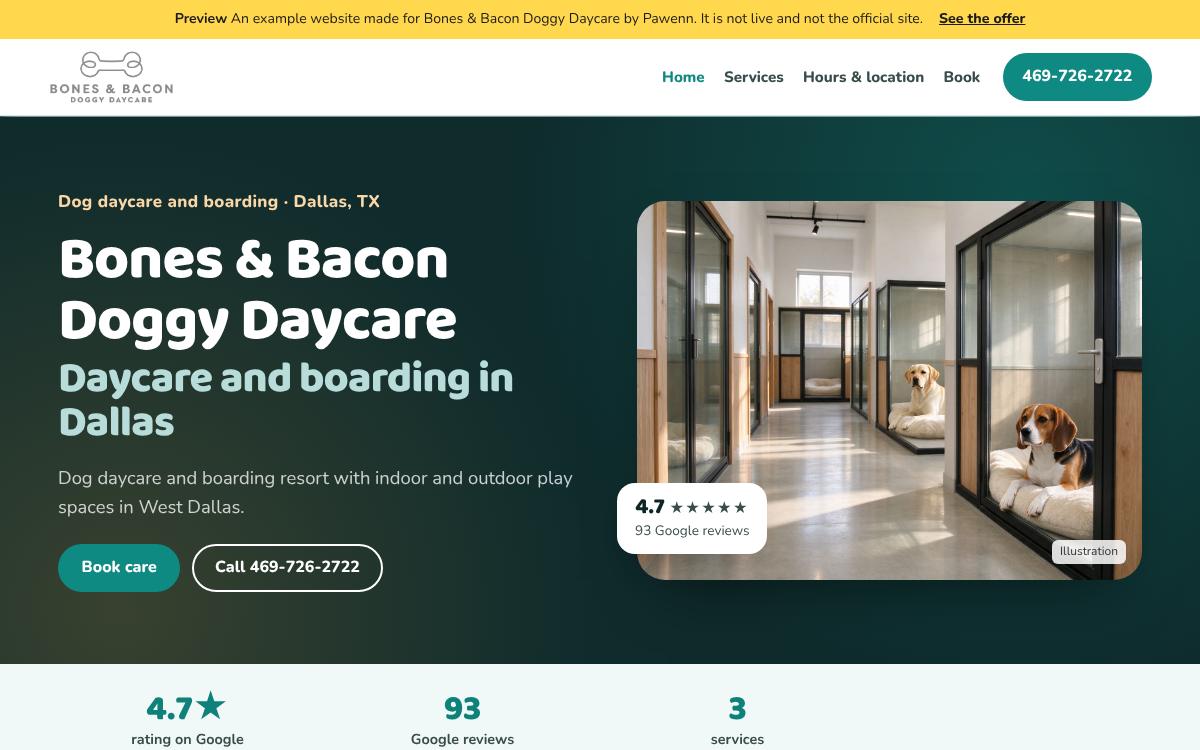 Preview An example website made for Bones & Bacon Doggy Daycare by Pawenn. It is not live and not the official site. See the offer
BONES & BACON
DOGGY DAYCARE
Home Services Hours & location Book 469-726-2722
Dog daycare and boarding · Dallas, TX
Bones & Bacon
Doggy Daycare
Daycare and boarding in
Dallas
Dog daycare and boarding resort with indoor and outdoor play
spaces in West Dallas.
Book care Call 469-726-2722
4.7 ★★★★★
93 Google reviews
Illustration
4.7★ 93 3
rating on Google Google reviews services